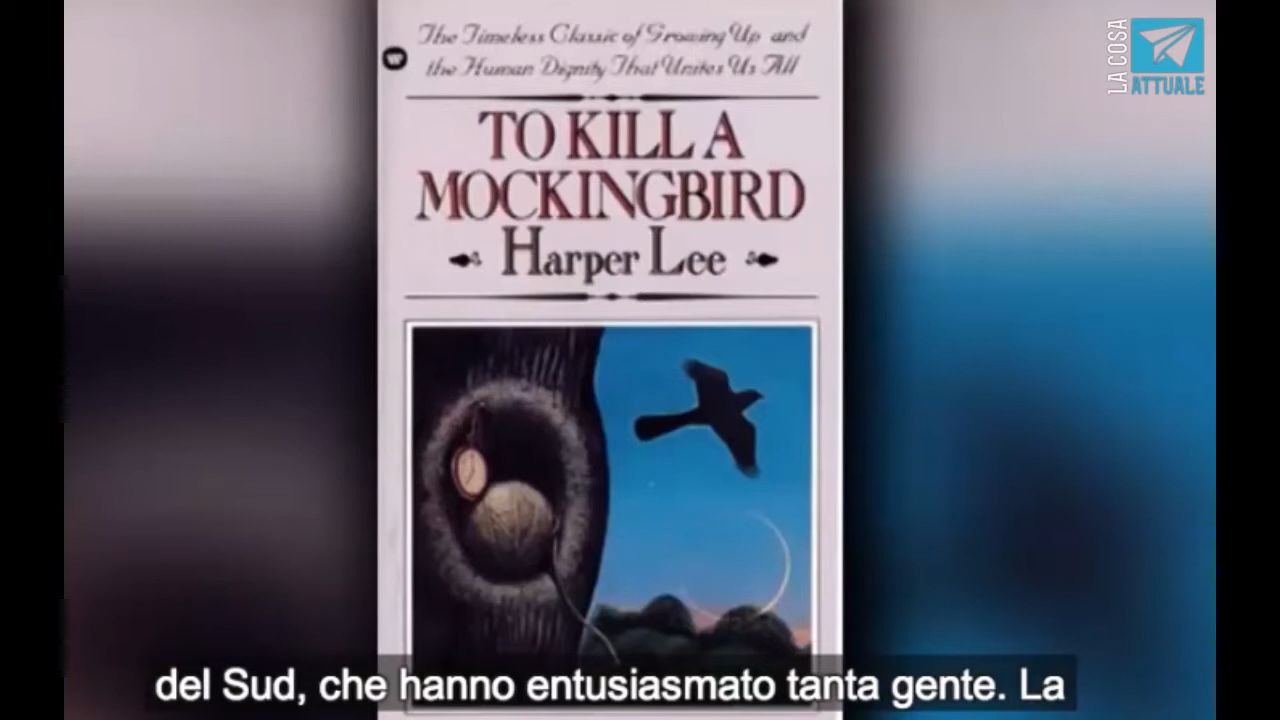 The Timeless Classic of Growing Up and
the Human Dignity That Unites Us All
TO KILL A
MOCKINGBIRD
Harper Lee
LA COSA
ATTUALE
del Sud, che hanno entusiasmato tanta gente. La